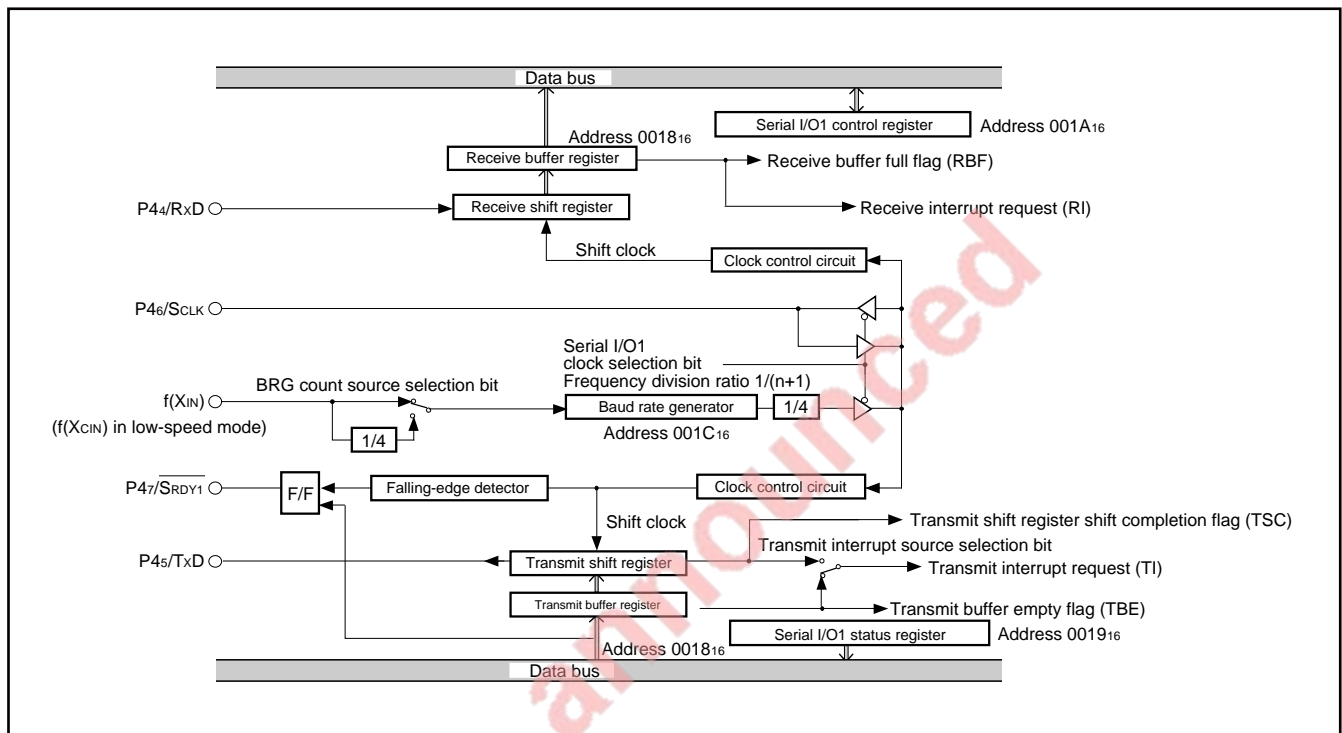 Data bus
Serial I/O1 control register Address 001A16
Address 001816
Receive buffer register
Receive buffer full flag (RBF)
P44/RXD
Receive shift register
Receive interrupt request (RI)
Shift clock
Clock control circuit
P46/SCLK
Serial I/O1
clock selection bit
BRG count source selection bit
Frequency division ratio 1/(n+1)
f(XIN)
Baud rate generator
1/4
(f(XCIN) in low-speed mode)
1/4
Address 001C16
P47/SRDY1
F/F
Falling-edge detector
Clock control circuit
Shift clock
Transmit shift register shift completion flag (TSC)
Transmit interrupt source selection bit
P45/TXD
Transmit shift register
Transmit interrupt request (TI)
Transmit buffer register
Transmit buffer empty flag (TBE)
Serial I/O1 status register
Address 001916
Address 001816
Data bus
announced